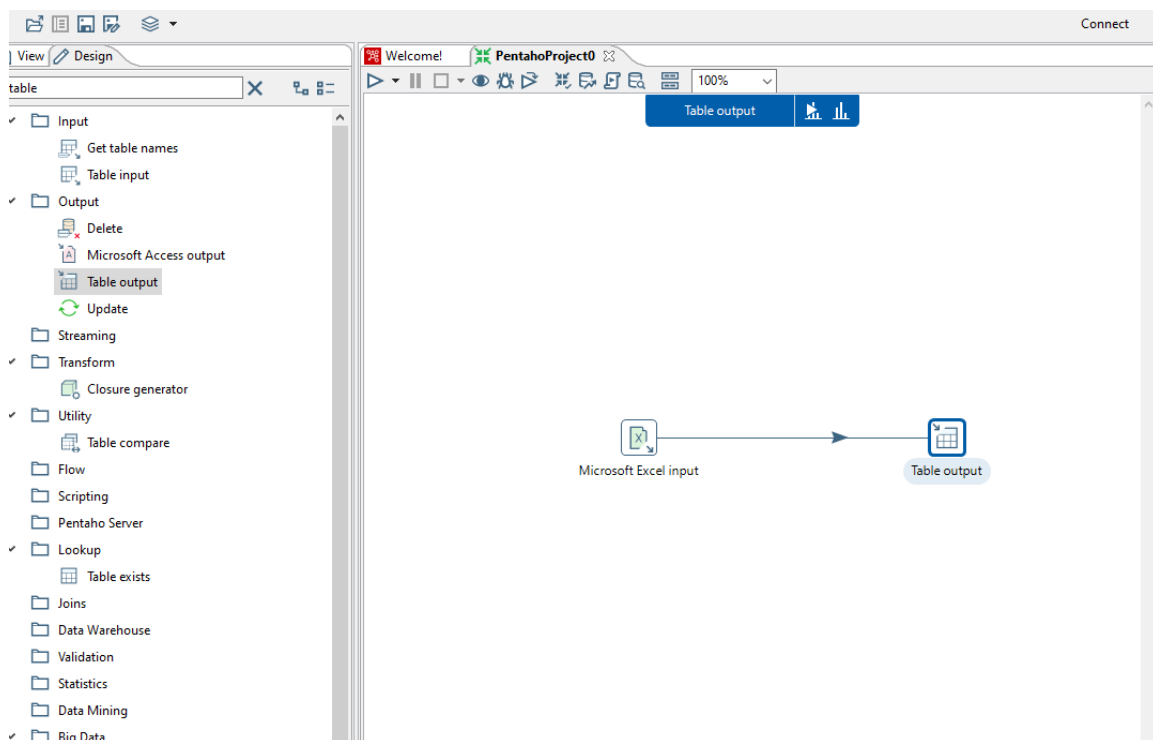 Connect
View Design
Welcome! PentahoProject0
table
100%
Table output
Input
Get table names
Table input
Output
Delete
Microsoft Access output
Table output
Update
Streaming
Transform
Closure generator
Utility
Table compare
Flow
Scripting
Pentaho Server
Lookup
Table exists
Joins
Data Warehouse
Validation
Statistics
Data Mining
Big Data
Microsoft Excel input
Table output